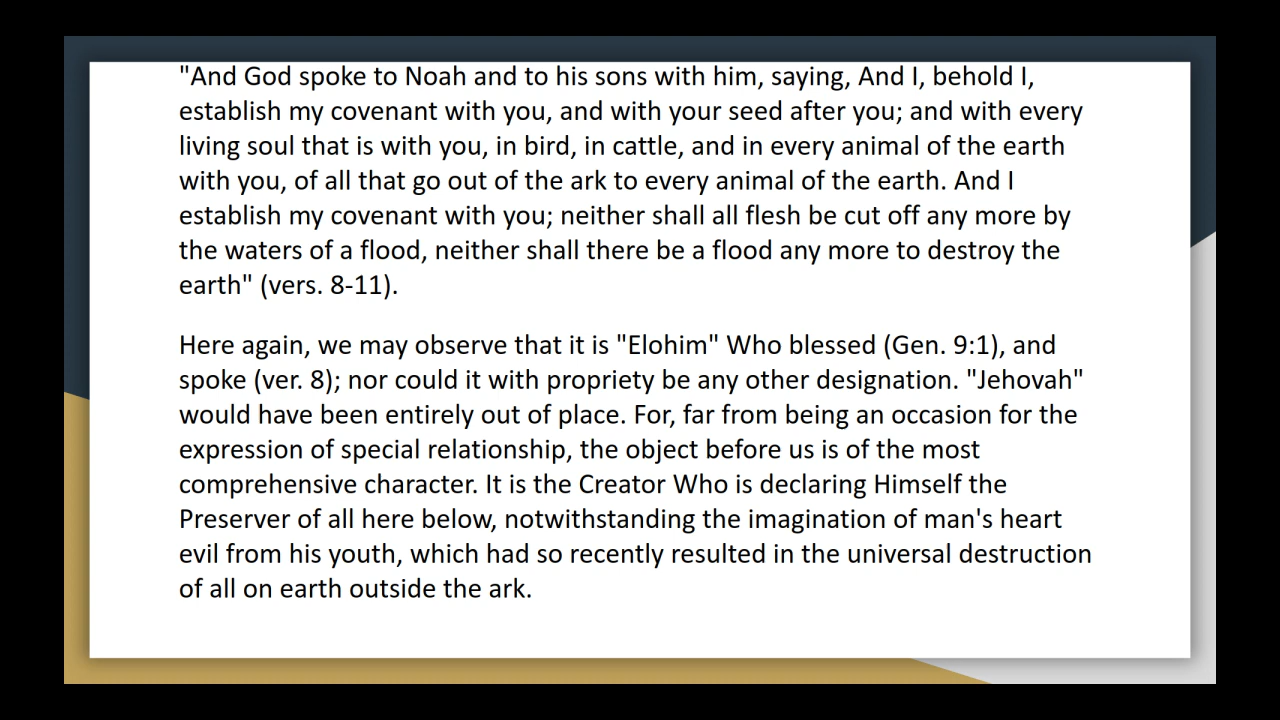 "And God spoke to Noah and to his sons with him, saying, And I, behold I,
establish my covenant with you, and with your seed after you; and with every
living soul that is with you, in bird, in cattle, and in every animal of the earth
with you, of all that go out of the ark to every animal of the earth. And I
establish my covenant with you; neither shall all flesh be cut off any more by
the waters of a flood, neither shall there be a flood any more to destroy the
earth" (vers. 8-11).
Here again, we may observe that it is "Elohim" Who blessed (Gen. 9:1), and
spoke (ver. 8); nor could it with propriety be any other designation. "Jehovah"
would have been entirely out of place. For, far from being an occasion for the
expression of special relationship, the object before us is of the most
comprehensive character. It is the Creator Who is declaring Himself the
Preserver of all here below, notwithstanding the imagination of man's heart
evil from his youth, which had so recently resulted in the universal destruction
of all on earth outside the ark.